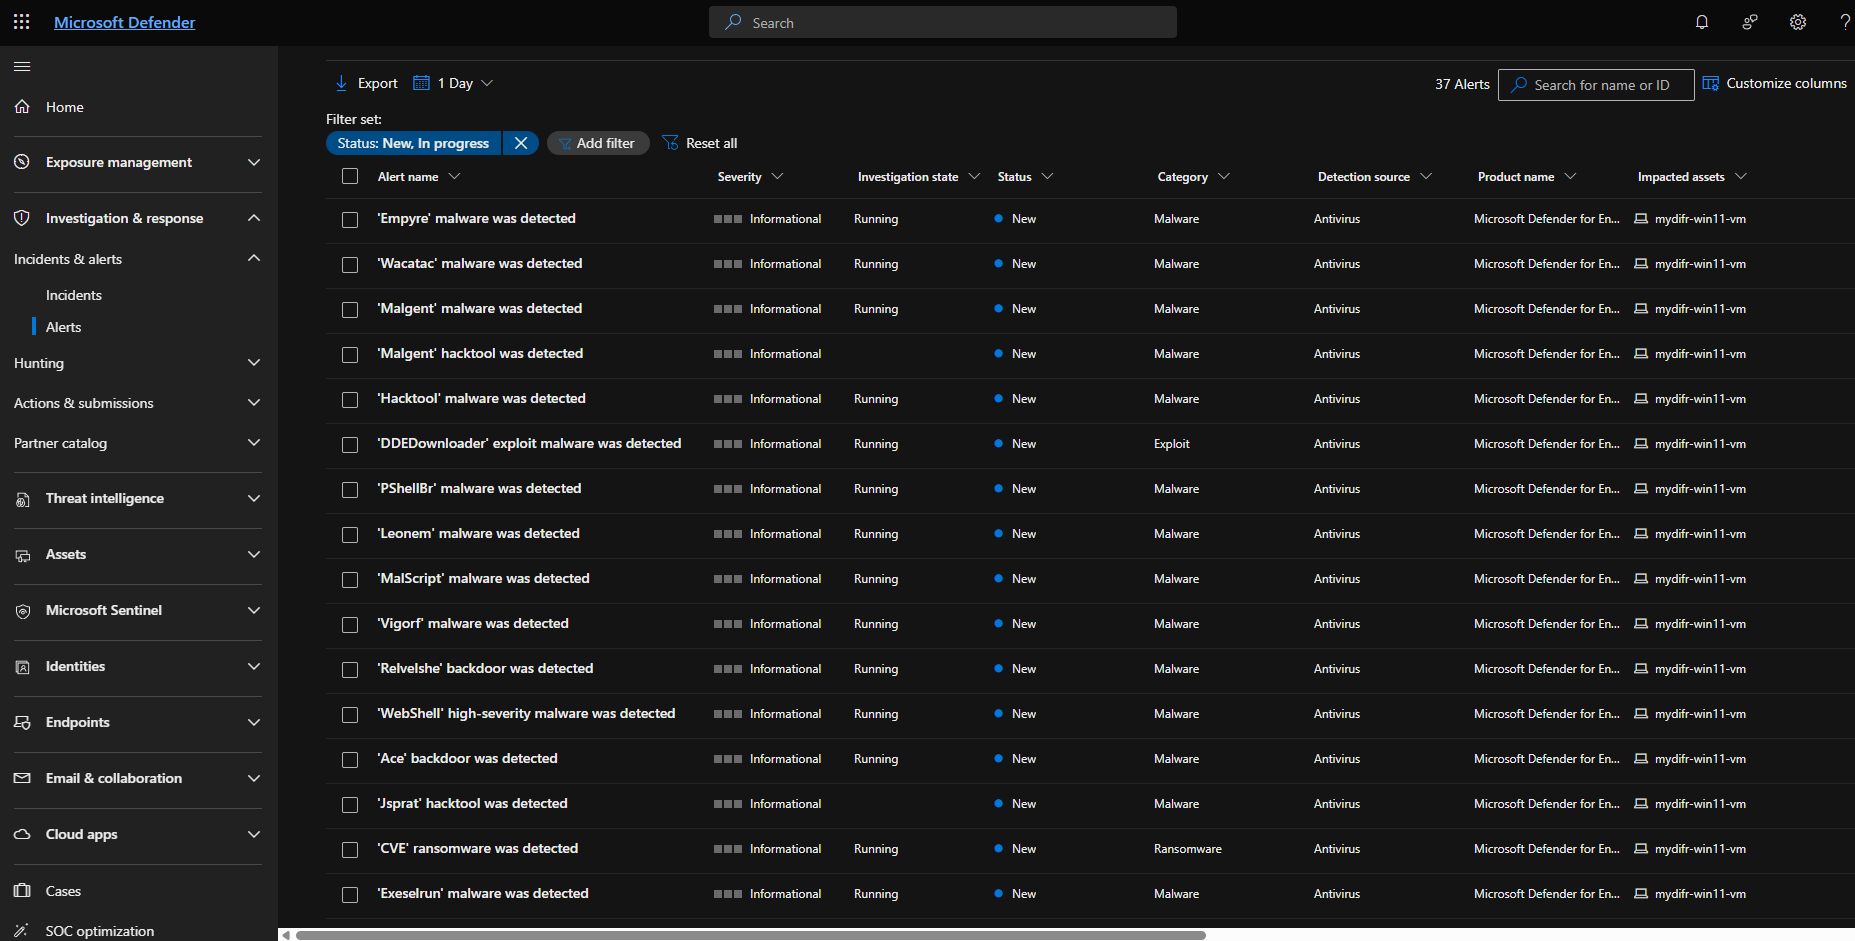 Microsoft Defender
Search
?
Home
Exposure management
Investigation & response
Incidents & alerts
Incidents
Alerts
Hunting
Actions & submissions
Partner catalog
Threat intelligence
Assets
Microsoft Sentinel
Identities
Endpoints
Email & collaboration
Cloud apps
Cases
SOC optimization
Export 1 Day 37 Alerts Search for name or ID Customize columns
Filter set:
Status: New, In progress Add filter Reset all
Alert name Severity Investigation state Status Category Detection source Product name Impacted assets
'Empyre' malware was detected Informational Running New Malware Antivirus Microsoft Defender for En... mydifr-win11-vm
'Wacatac' malware was detected Informational Running New Malware Antivirus Microsoft Defender for En... mydifr-win11-vm
'Malgent' malware was detected Informational Running New Malware Antivirus Microsoft Defender for En... mydifr-win11-vm
'Malgent' hacktool was detected Informational New Malware Antivirus Microsoft Defender for En... mydifr-win11-vm
'Hacktool' malware was detected Informational Running New Malware Antivirus Microsoft Defender for En... mydifr-win11-vm
'DDEDownloader' exploit malware was detected Informational Running New Exploit Antivirus Microsoft Defender for En... mydifr-win11-vm
'PShellBr' malware was detected Informational Running New Malware Antivirus Microsoft Defender for En... mydifr-win11-vm
'Leonem' malware was detected Informational Running New Malware Antivirus Microsoft Defender for En... mydifr-win11-vm
'MalScript' malware was detected Informational Running New Malware Antivirus Microsoft Defender for En... mydifr-win11-vm
'Vigorf' malware was detected Informational Running New Malware Antivirus Microsoft Defender for En... mydifr-win11-vm
'Relvelshe' backdoor was detected Informational Running New Malware Antivirus Microsoft Defender for En... mydifr-win11-vm
'WebShell' high-severity malware was detected Informational Running New Malware Antivirus Microsoft Defender for En... mydifr-win11-vm
'Ace' backdoor was detected Informational Running New Malware Antivirus Microsoft Defender for En... mydifr-win11-vm
'Jsprat' hacktool was detected Informational New Malware Antivirus Microsoft Defender for En... mydifr-win11-vm
'CVE' ransomware was detected Informational Running New Ransomware Antivirus Microsoft Defender for En... mydifr-win11-vm
'Exeselrun' malware was detected Informational Running New Malware Antivirus Microsoft Defender for En... mydifr-win11-vm